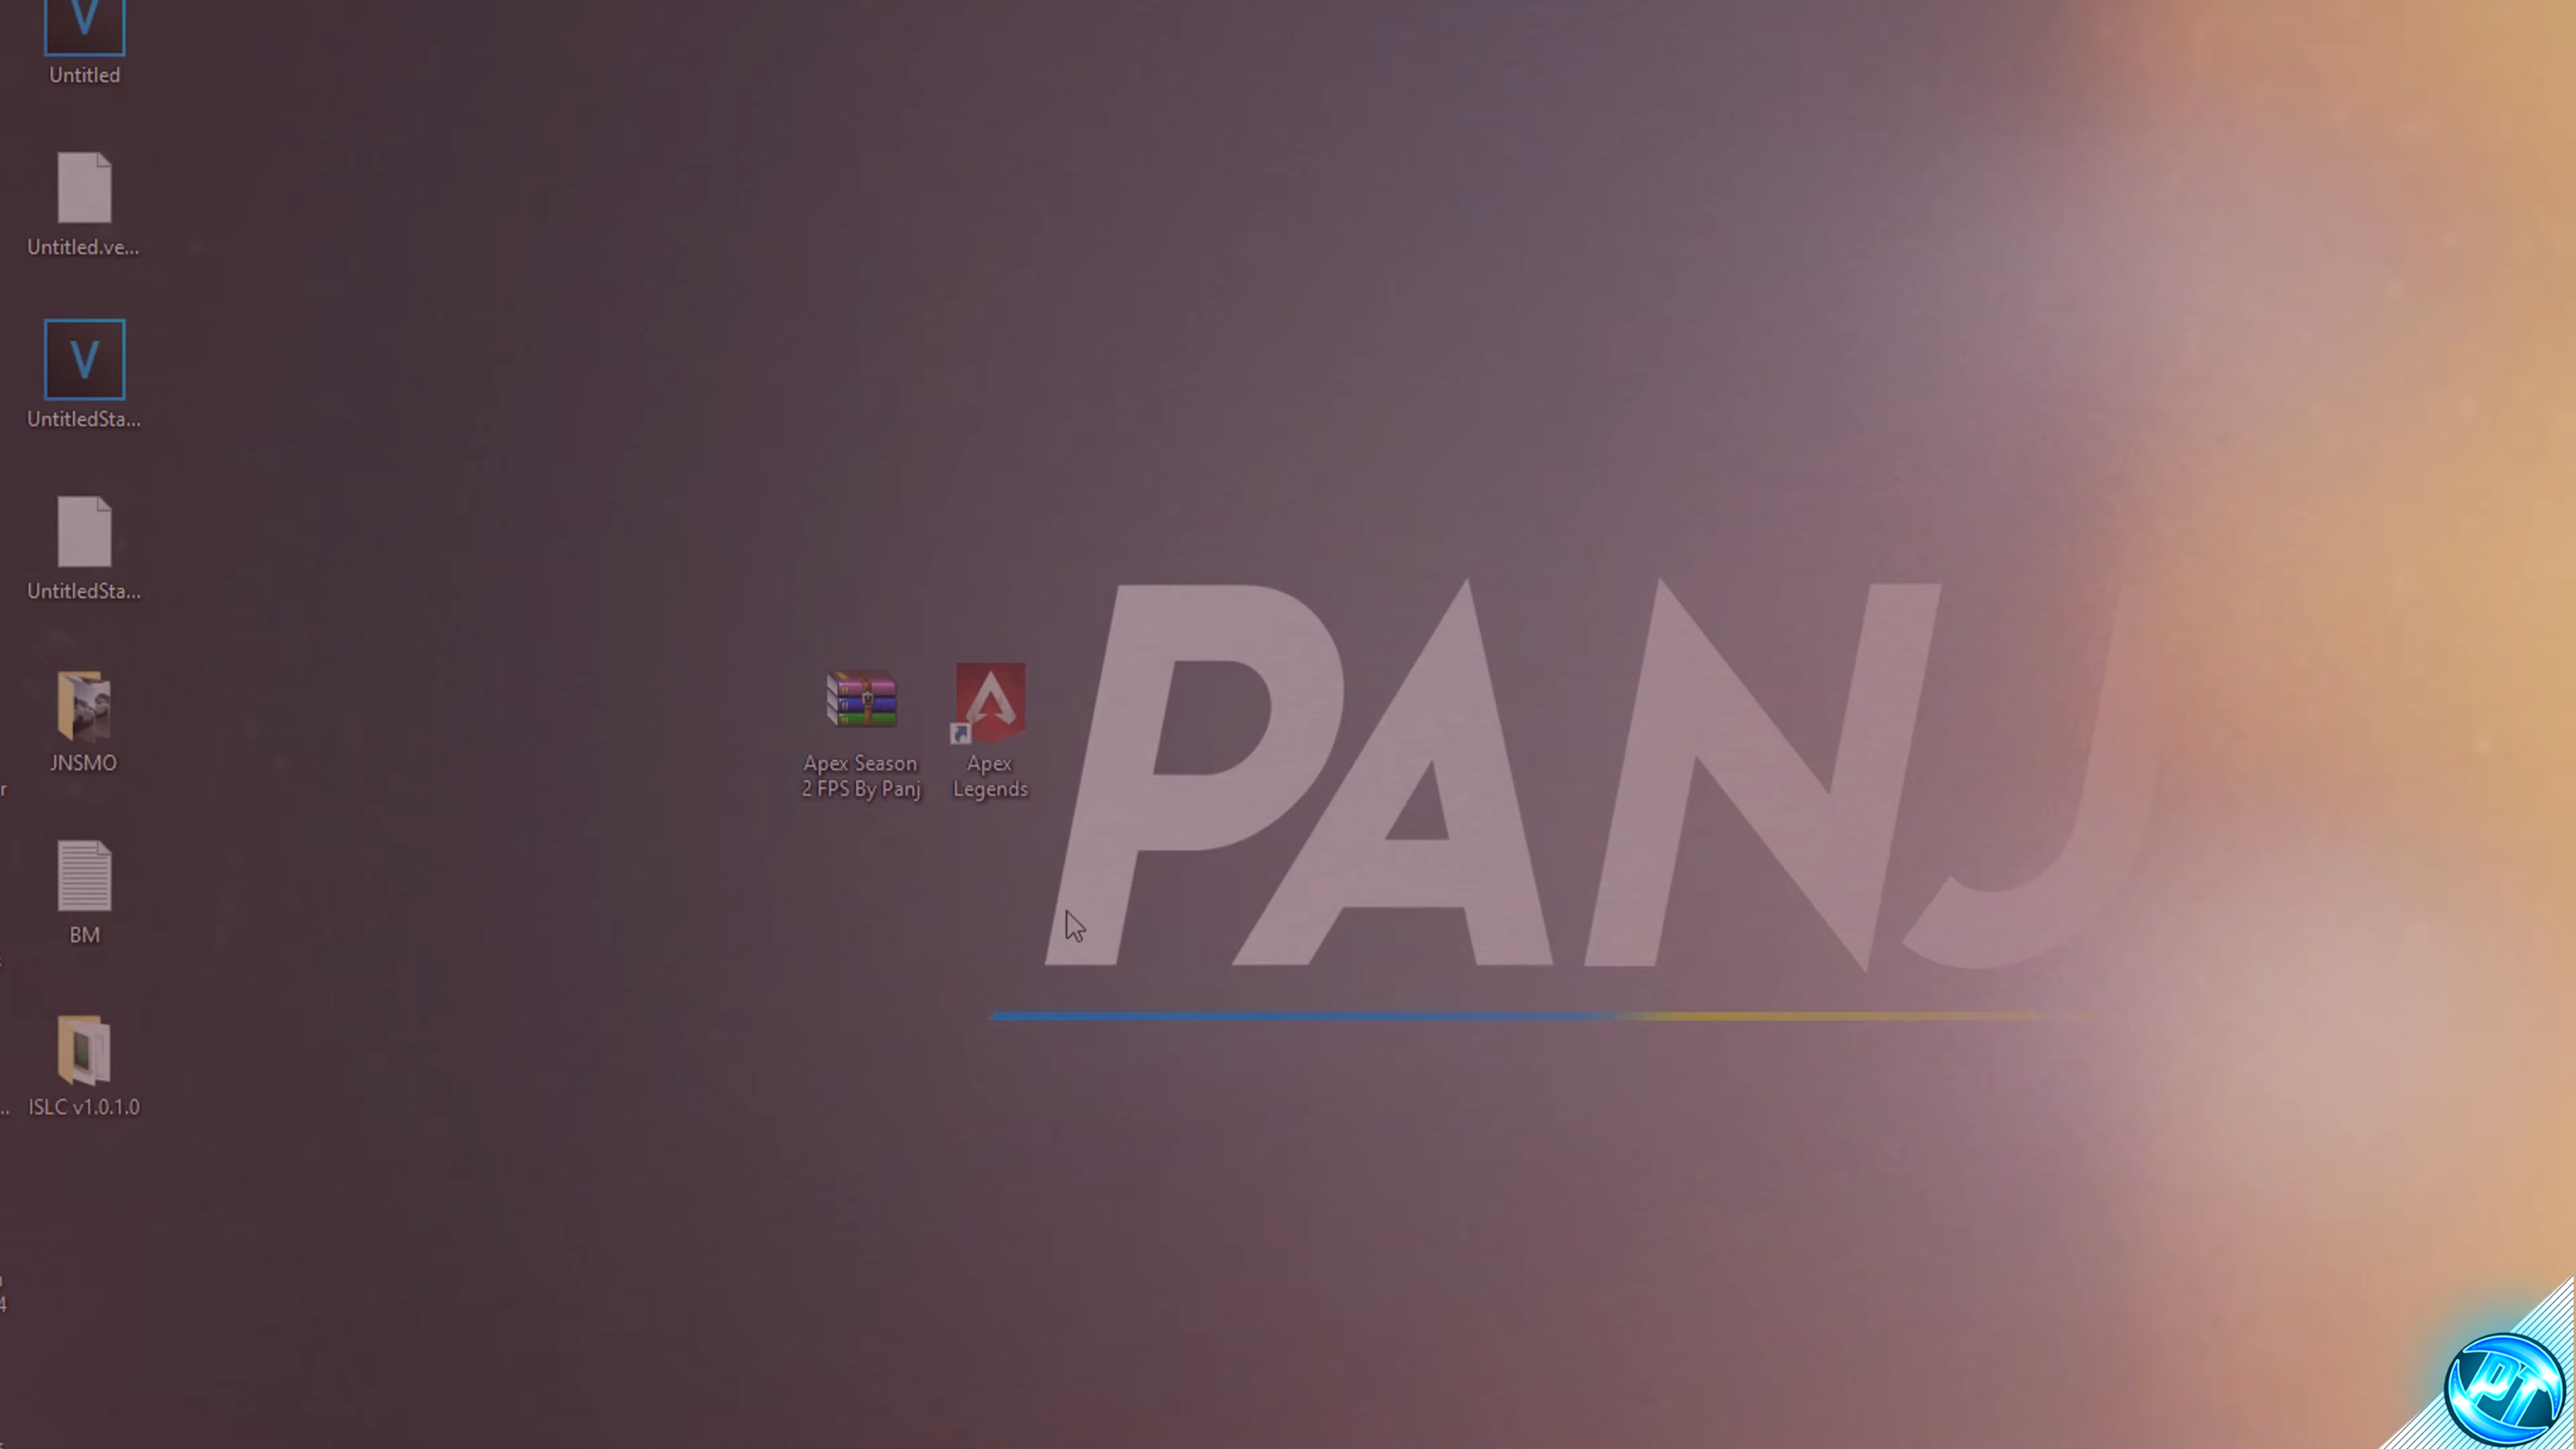 Untitled
Untitled.ve...
UntitledSta...
UntitledSta...
JNSMO
BM
ISLC v1.0.1.0
Apex Season
2 FPS By Panj
Apex
Legends
PANJ
PT